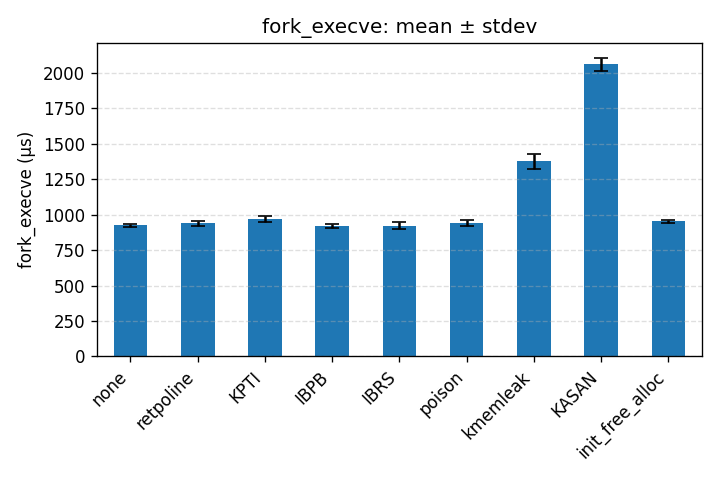 fork_execve: mean ± stdev
fork_execve (µs)
2000
1750
1500
1250
1000
750
500
250
0
none
retpoline
KPTI
IBPB
IBRS
poison
kmemleak
KASAN
init_free_alloc